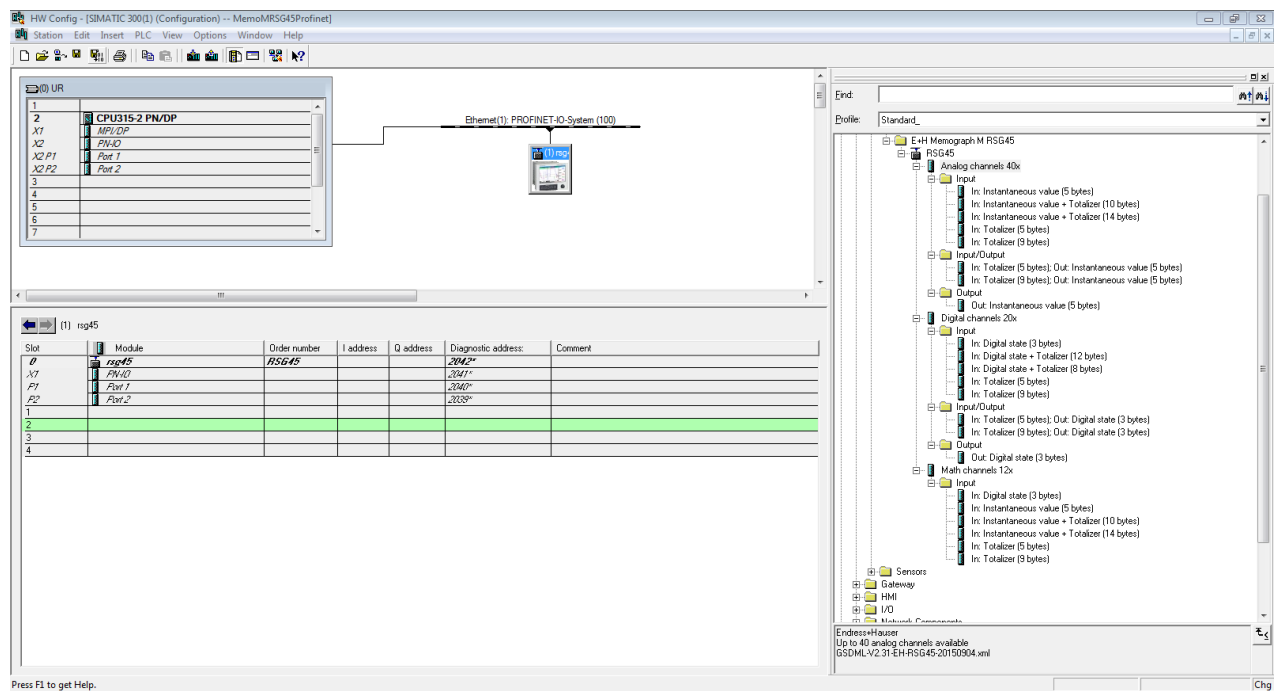 HW Config - [SIMATIC 300(1) (Configuration) -- MemoMRSG45Profinet]
Station Edit Insert PLC View Options Window Help
(0) UR
1
2 CPU315-2 PN/DP
X1 MPI/DP
X2 PN-IO
X2 P1 Port 1
X2 P2 Port 2
3
4
5
6
7
Ethernet(1): PROFINET-IO-System (100)
(1) rsg4
(1) rsg45
Slot Module Order number I address Q address Diagnostic address: Comment
0 rsg45 RSG45 2042*
X1 PN-IO 2041*
P1 Port 1 2040*
P2 Port 2 2039*
1
2
3
4
Find:
Profile: Standard_
E+H Memograph M RSG45
RSG45
Analog channels 40x
Input
In: Instantaneous value (5 bytes)
In: Instantaneous value + Totalizer (10 bytes)
In: Instantaneous value + Totalizer (14 bytes)
In: Totalizer (5 bytes)
In: Totalizer (9 bytes)
Input/Output
In: Totalizer (5 bytes); Out: Instantaneous value (5 bytes)
In: Totalizer (9 bytes); Out: Instantaneous value (5 bytes)
Output
Out: Instantaneous value (5 bytes)
Digital channels 20x
Input
In: Digital state (3 bytes)
In: Digital state + Totalizer (12 bytes)
In: Digital state + Totalizer (8 bytes)
In: Totalizer (5 bytes)
In: Totalizer (9 bytes)
Input/Output
In: Totalizer (5 bytes); Out: Digital state (3 bytes)
In: Totalizer (9 bytes); Out: Digital state (3 bytes)
Output
Out: Digital state (3 bytes)
Math channels 12x
Input
In: Digital state (3 bytes)
In: Instantaneous value (5 bytes)
In: Instantaneous value + Totalizer (10 bytes)
In: Instantaneous value + Totalizer (14 bytes)
In: Totalizer (5 bytes)
In: Totalizer (9 bytes)
Sensors
Gateway
HMI
I/O
Network Components
Endress+Hauser
Up to 40 analog channels available
GSDML-V2.31-EH-RSG45-20150904.xml
Press F1 to get Help.
Chg